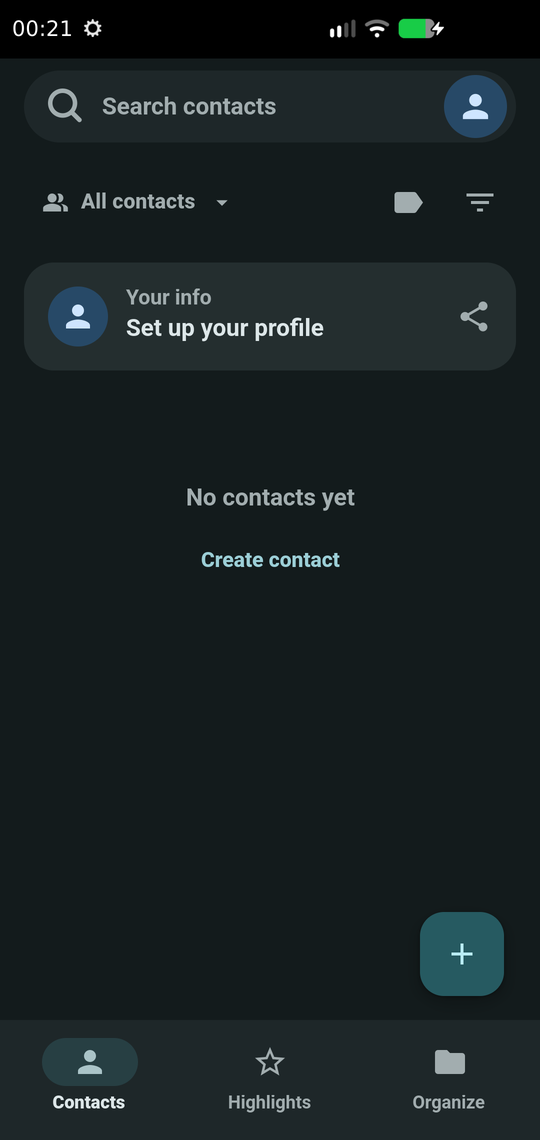 00:21
Search contacts
All contacts
Your info
Set up your profile
No contacts yet
Create contact
Contacts
Highlights
Organize